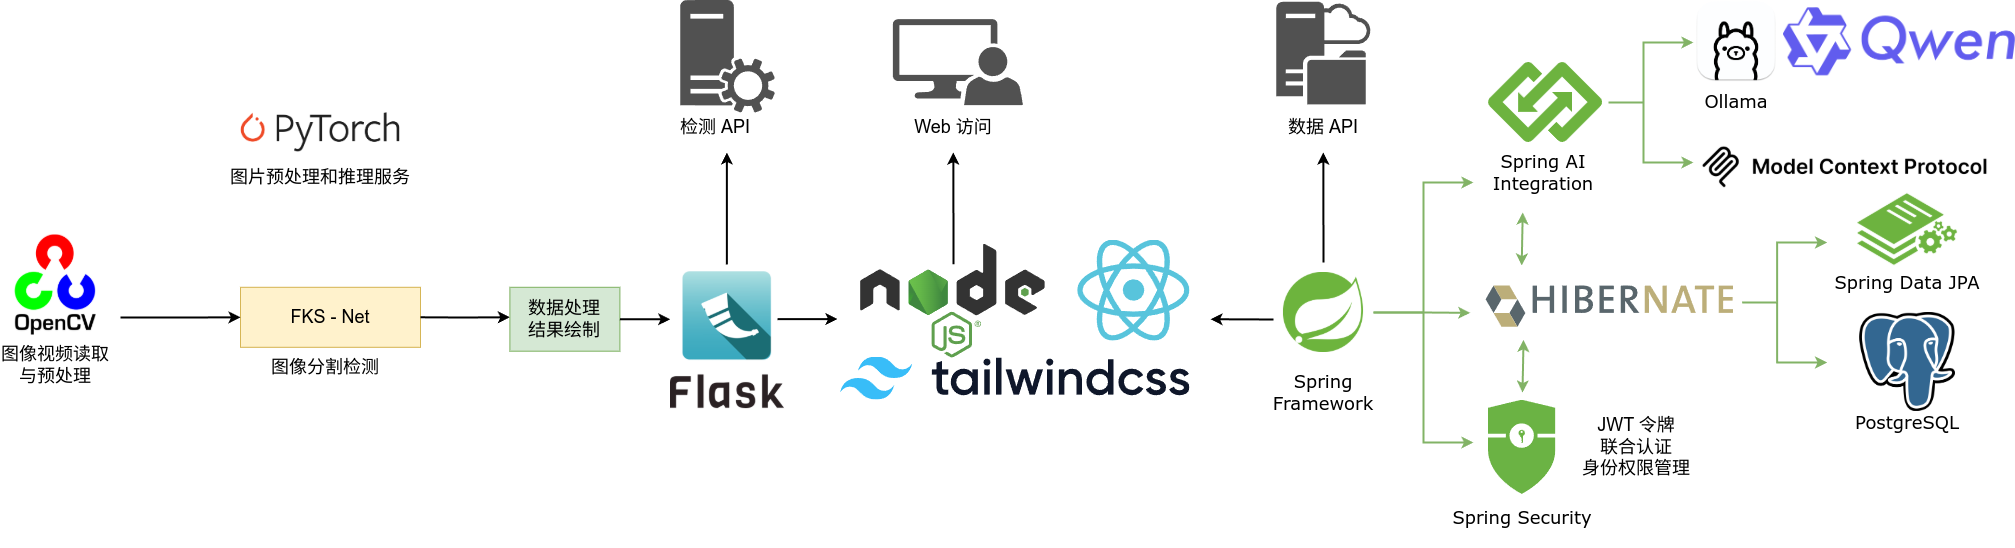 检测 API
Web 访问
数据 API
Ollama
Qwen
PyTorch
图片预处理和推理服务
Spring AI
Integration
Model Context Protocol
OpenCV
图像视频读取
与预处理
FKS - Net
图像分割检测
数据处理
结果绘制
Flask
node
JS
®
tailwindcss
Spring
Framework
HIBERNATE
Spring Data JPA
PostgreSQL
JWT 令牌
联合认证
身份权限管理
Spring Security